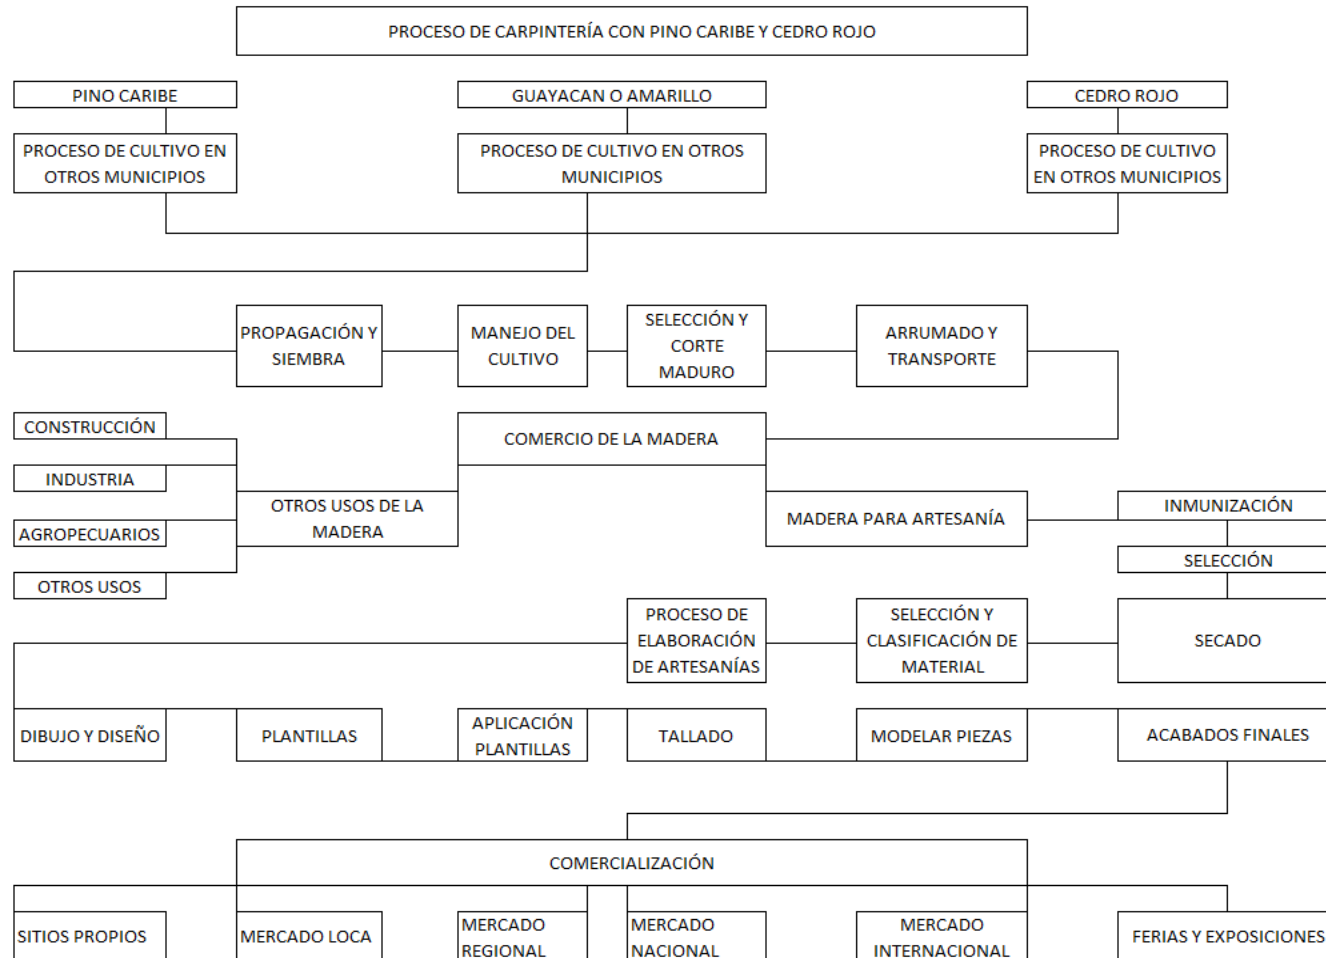 PROCESO DE CARPINTERÍA CON PINO CARIBE Y CEDRO ROJO
PINO CARIBE
GUAYACAN O AMARILLO
CEDRO ROJO
PROCESO DE CULTIVO EN
OTROS MUNICIPIOS
PROCESO DE CULTIVO EN OTROS
MUNICIPIOS
PROCESO DE CULTIVO
EN OTROS MUNICIPIOS
PROPAGACIÓN Y
SIEMBRA
MANEJO DEL
CULTIVO
SELECCIÓN Y
CORTE
MADURO
ARRUMADO Y
TRANSPORTE
CONSTRUCCIÓN
COMERCIO DE LA MADERA
INDUSTRIA
OTROS USOS DE LA
MADERA
MADERA PARA ARTESANÍA
INMUNIZACIÓN
AGROPECUARIOS
SELECCIÓN
OTROS USOS
PROCESO DE
ELABORACIÓN
DE ARTESANÍAS
SELECCIÓN Y
CLASIFICACIÓN DE
MATERIAL
SECADO
DIBUJO Y DISEÑO
PLANTILLAS
APLICACIÓN
PLANTILLAS
TALLADO
MODELAR PIEZAS
ACABADOS FINALES
COMERCIALIZACIÓN
SITIOS PROPIOS
MERCADO LOCA
MERCADO
REGIONAL
MERCADO
NACIONAL
MERCADO
INTERNACIONAL
FERIAS Y EXPOSICIONES